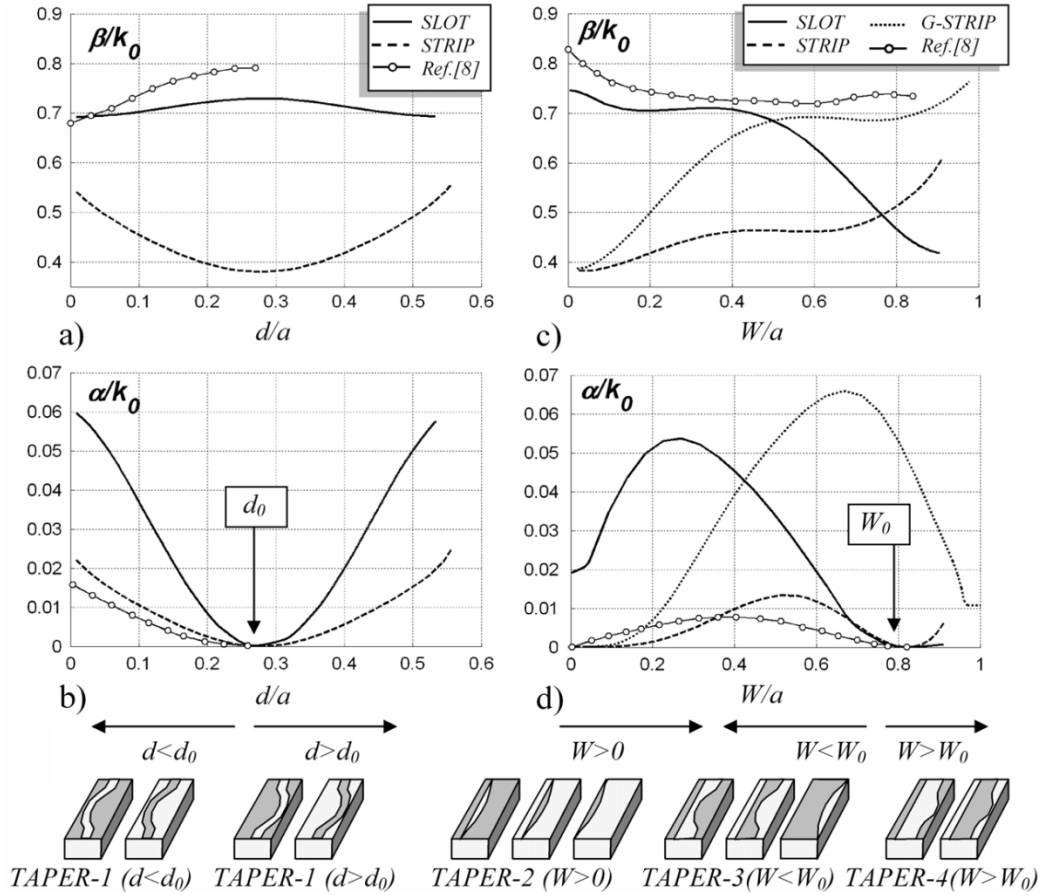 β/k0
SLOT
STRIP
Ref.[8]
0.9
0.8
0.7
0.6
0.5
0.4
0 0.1 0.2 0.3 0.4 0.5 0.6
a) d/a
β/k0
SLOT G-STRIP
STRIP Ref.[8]
0.9
0.8
0.7
0.6
0.5
0.4
0 0.2 0.4 0.6 0.8 1
c) W/a
α/k0
0.07
0.06
0.05
0.04
0.03
0.02
0.01
0
d0
0 0.1 0.2 0.3 0.4 0.5 0.6
b) d/a
α/k0
0.07
0.06
0.05
0.04
0.03
0.02
0.01
0
W0
0 0.2 0.4 0.6 0.8 1
d) W/a
d<d0 d>d0 W>0 W<W0 W>W0
TAPER-1 (d<d0) TAPER-1 (d>d0) TAPER-2 (W>0) TAPER-3(W<W0) TAPER-4(W>W0)